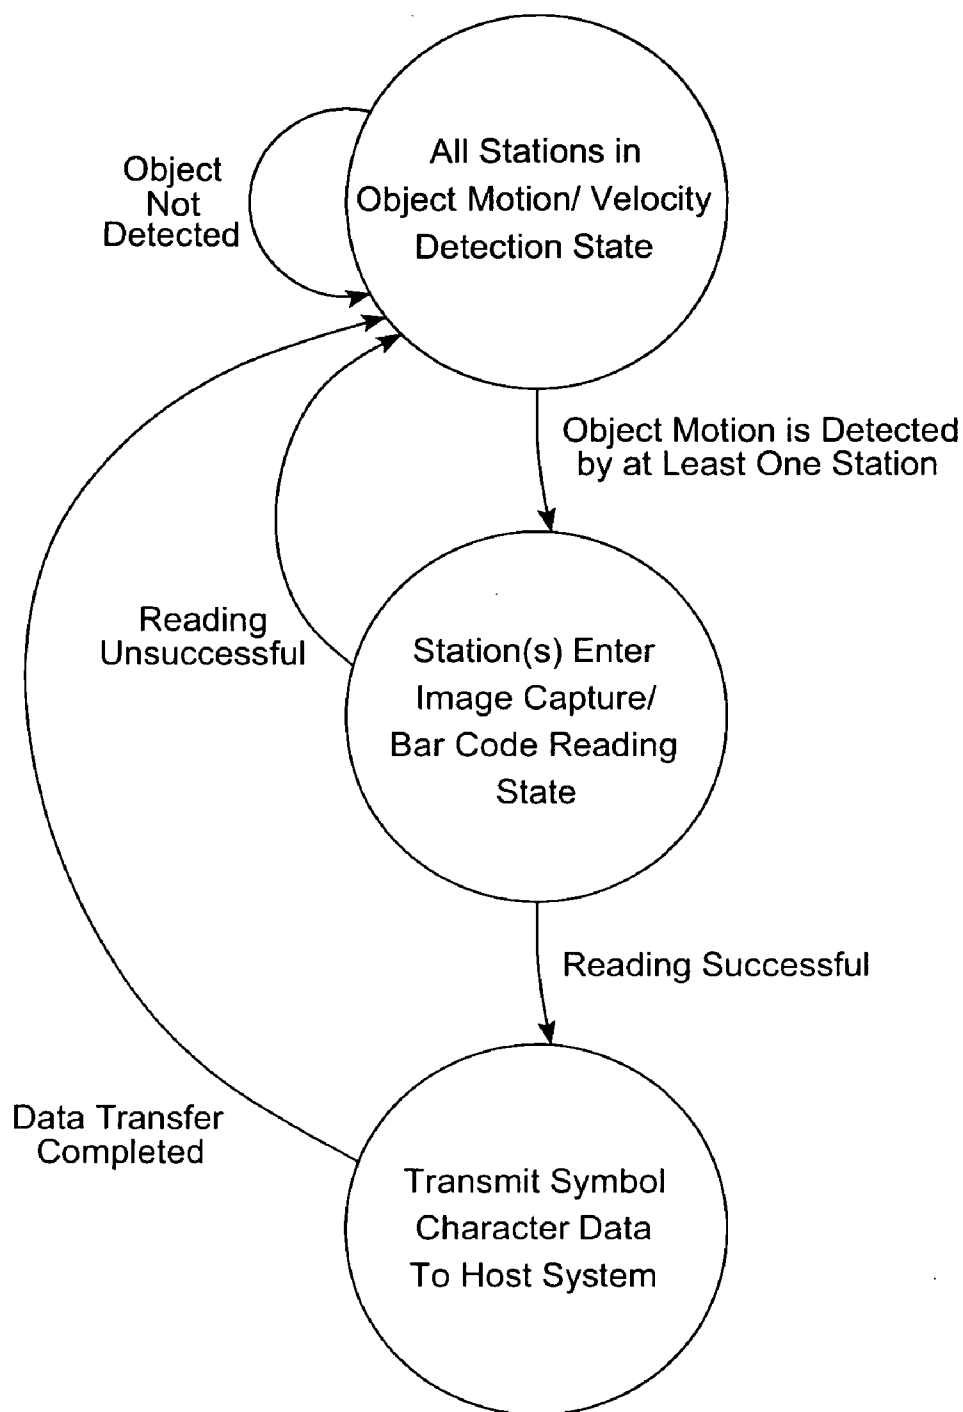 All Stations in
Object Motion/ Velocity
Detection State
Object
Not
Detected
Object Motion is Detected
by at Least One Station
Reading
Unsuccessful
Station(s) Enter
Image Capture/
Bar Code Reading
State
Reading Successful
Data Transfer
Completed
Transmit Symbol
Character Data
To Host System